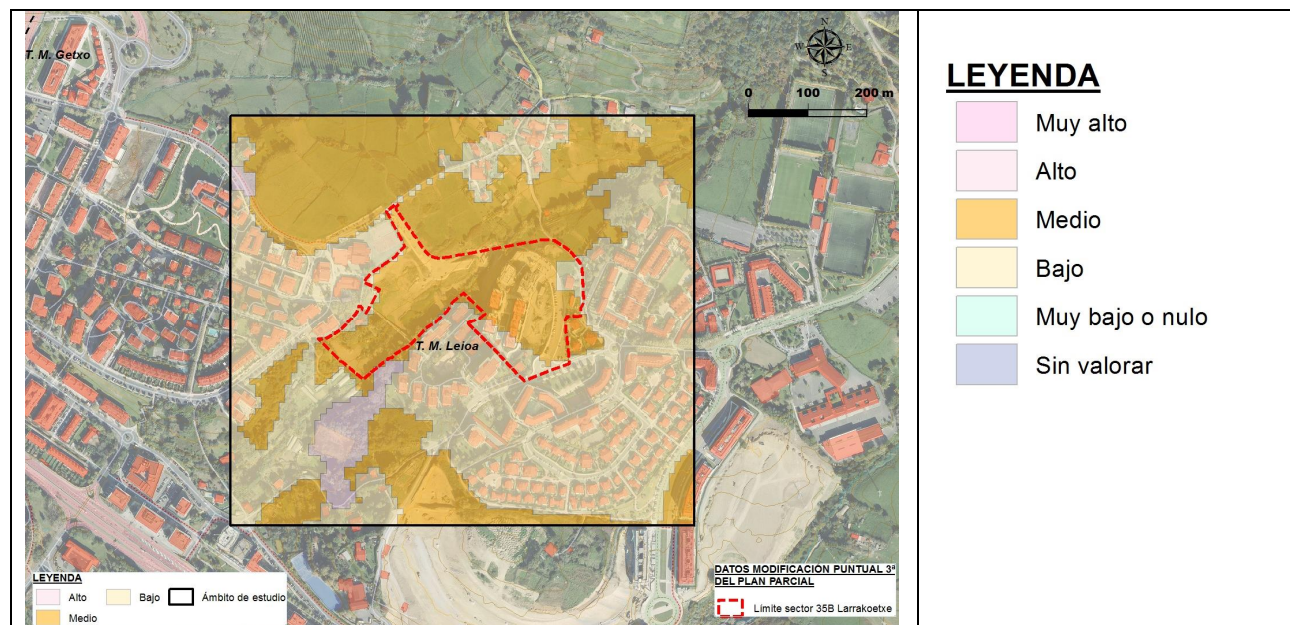 T. M. Getxo
N
W E
S
0 100 200 m
T. M. Leioa
LEYENDA
Alto
Bajo
Ámbito de estudio
Medio
DATOS MODIFICACIÓN PUNTUAL 3ª
DEL PLAN PARCIAL
Límite sector 35B Larrakoetxe
LEYENDA
Muy alto
Alto
Medio
Bajo
Muy bajo o nulo
Sin valorar